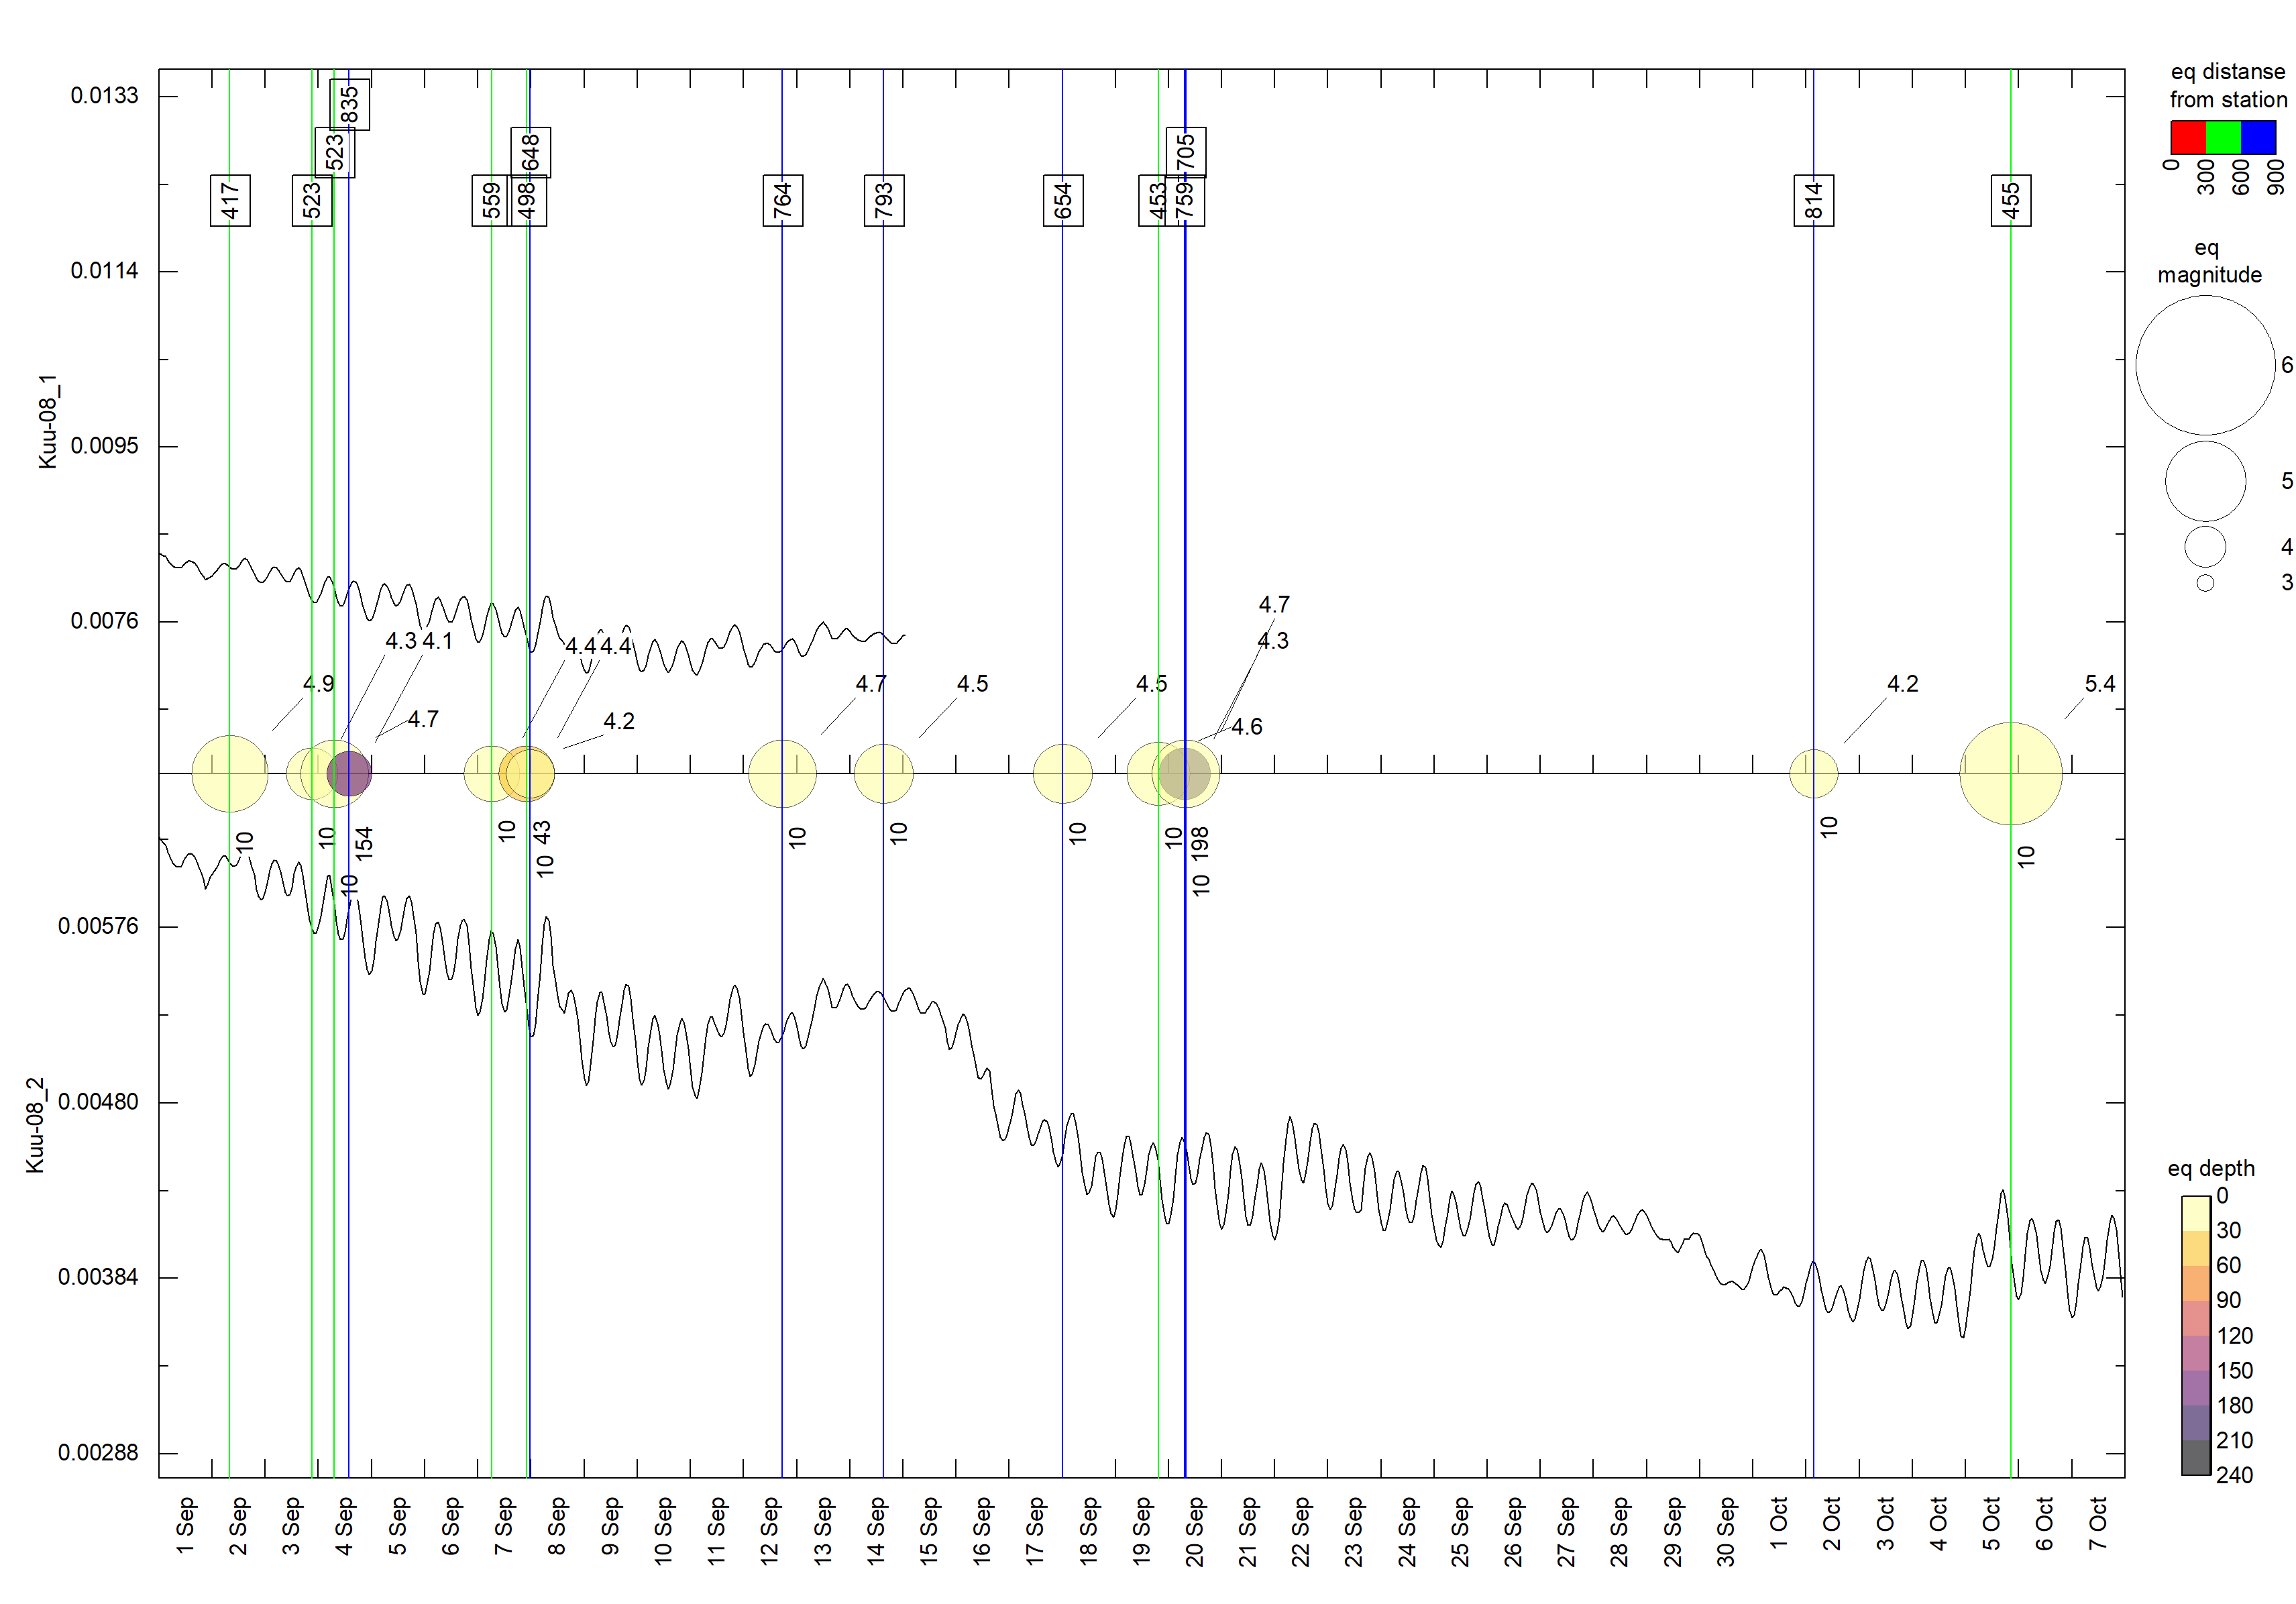 eq distanse
from station
0
300
600
900
eq
magnitude
6
5
4
3
eq depth
0
30
60
90
120
150
180
210
240
Kuu-08_1
0.0133
0.0114
0.0095
0.0076
Kuu-08_2
0.00576
0.00480
0.00384
0.00288
835
523
648
705
417
523
559
498
764
793
654
453
759
814
455
4.7
4.3
4.1
4.4
4.4
4.3
4.9
4.7
4.5
4.5
4.2
5.4
4.7
4.2
4.6
10
10
154
10
10
43
10
10
10
10
10
198
10
10
10
1 Sep
2 Sep
3 Sep
4 Sep
5 Sep
6 Sep
7 Sep
8 Sep
9 Sep
10 Sep
11 Sep
12 Sep
13 Sep
14 Sep
15 Sep
16 Sep
17 Sep
18 Sep
19 Sep
20 Sep
21 Sep
22 Sep
23 Sep
24 Sep
25 Sep
26 Sep
27 Sep
28 Sep
29 Sep
30 Sep
1 Oct
2 Oct
3 Oct
4 Oct
5 Oct
6 Oct
7 Oct